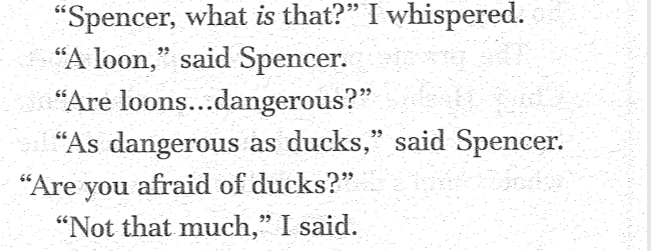 “Spencer, what is that?” I whispered.
“A loon,” said Spencer.
“Are loons...dangerous?”
“As dangerous as ducks,” said Spencer.
“Are you afraid of ducks?”
“Not that much,” I said.